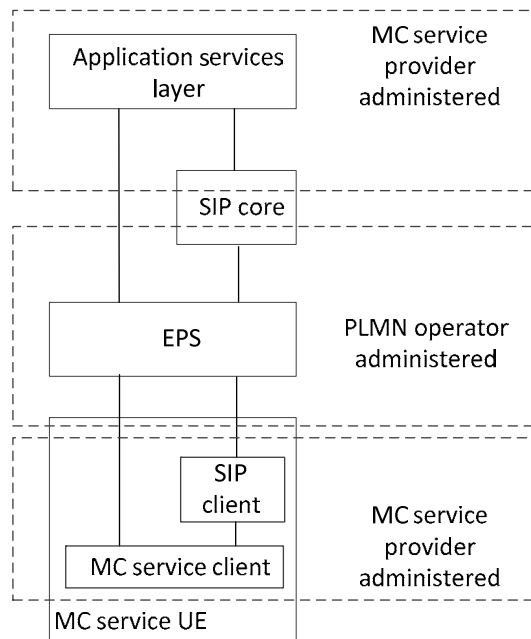 Application services
layer
MC service
provider
administered
SIP core
EPS
PLMN operator
administered
SIP
client
MC service client
MC service
provider
administered
MC service UE